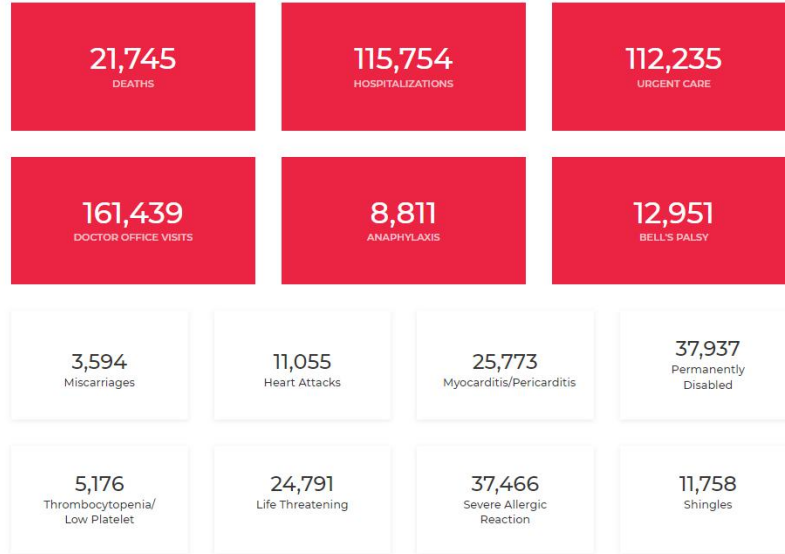 21,745
DEATHS
115,754
HOSPITALIZATIONS
112,235
URGENT CARE
161,439
DOCTOR OFFICE VISITS
8,811
ANAPHYLAXIS
12,951
BELL'S PALSY
3,594
Miscarriages
11,055
Heart Attacks
25,773
Myocarditis/Pericarditis
37,937
Permanently
Disabled
5,176
Thrombocytopenia/
Low Platelet
24,791
Life Threatening
37,466
Severe Allergic
Reaction
11,758
Shingles